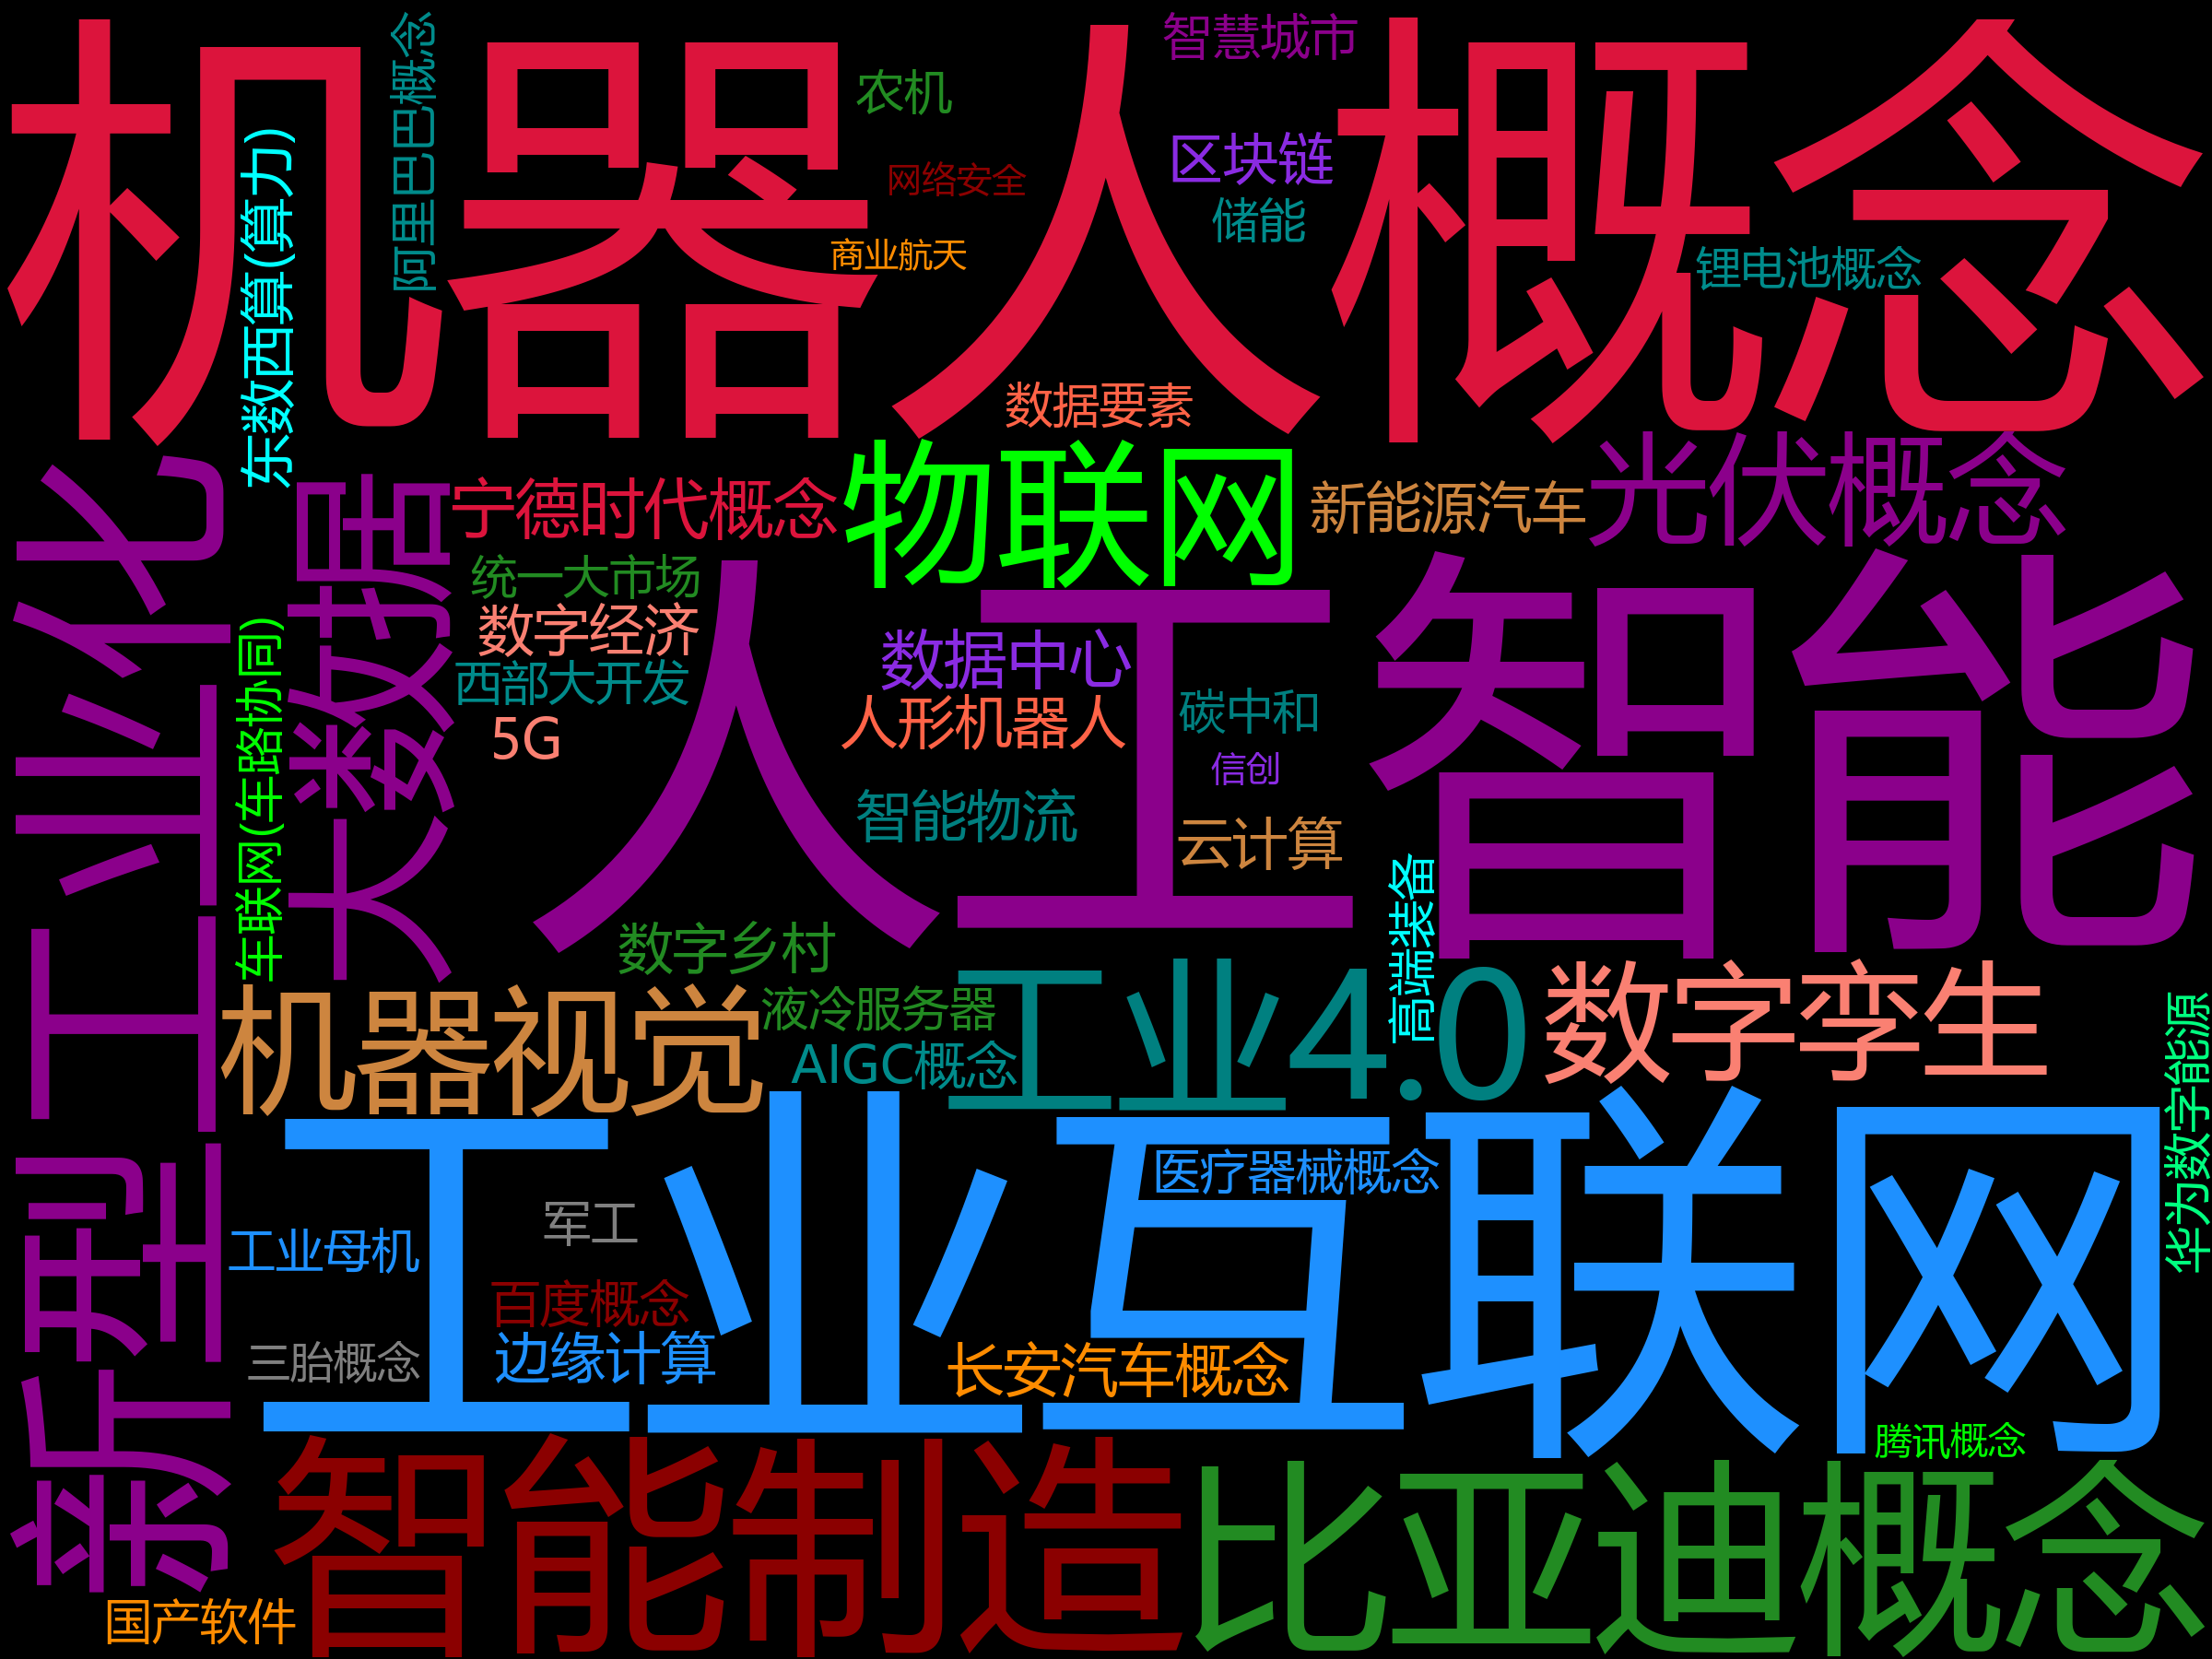 机器人概念
智慧城市
阿里巴巴概念
农机
东数西算(算力)
区块链
网络安全
储能
商业航天
锂电池概念
数据要素
物联网
光伏概念
宁德时代概念
新能源汽车
新型工业化
大数据
统一大市场
人工智能
数字经济
数据中心
车联网(车路协同)
西部大开发
人形机器人
碳中和
5G
信创
智能物流
云计算
高端装备
数字乡村
工业4.0
数字孪生
机器视觉
液冷服务器
AIGC概念
华为数字能源
工业互联网
医疗器械概念
军工
工业母机
百度概念
三胎概念
边缘计算
长安汽车概念
腾讯概念
智能制造
比亚迪概念
国产软件